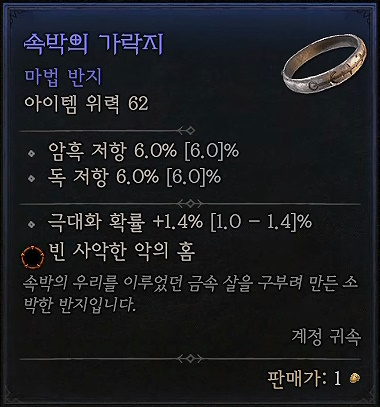 속박의 가락지
마법 반지
아이템 위력 62
암흑 저항 6.0% [6.0]%
독 저항 6.0% [6.0]%
극대화 확률 +1.4% [1.0 - 1.4]%
빈 사악한 악의 홈
속박의 우리를 이루었던 금속 살을 구부려 만든 소
박한 반지입니다.
계정 귀속
판매가: 1